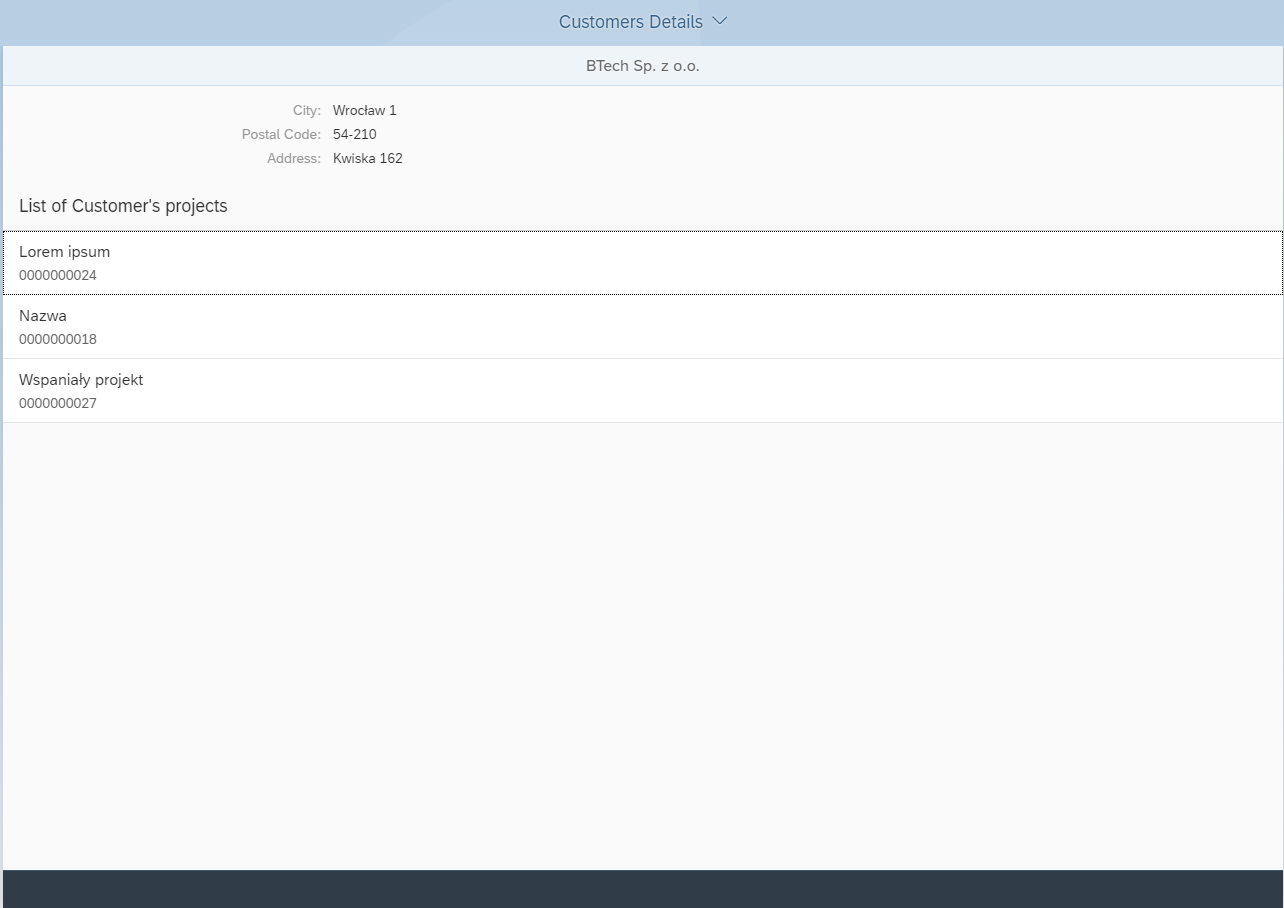 Customers Details
BTech Sp. z o.o.
City: Wrocław 1
Postal Code: 54-210
Address: Kwiska 162
List of Customer's projects
Lorem ipsum
0000000024
Nazwa
0000000018
Wspaniały projekt
0000000027